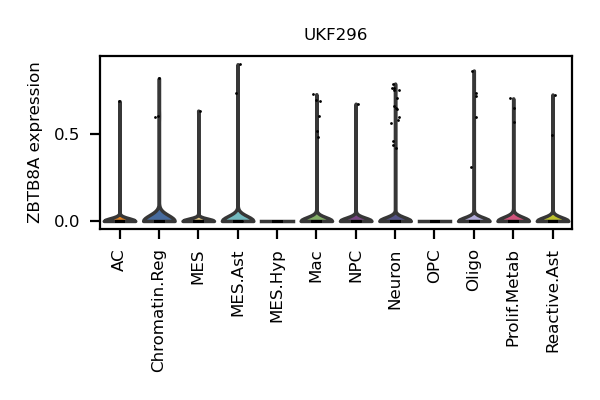 UKF296
ZBTB8A expression
0.5
0.0
AC
Chromatin.Reg
MES
MES.Ast
MES.Hyp
Mac
NPC
Neuron
OPC
Oligo
Prolif.Metab
Reactive.Ast